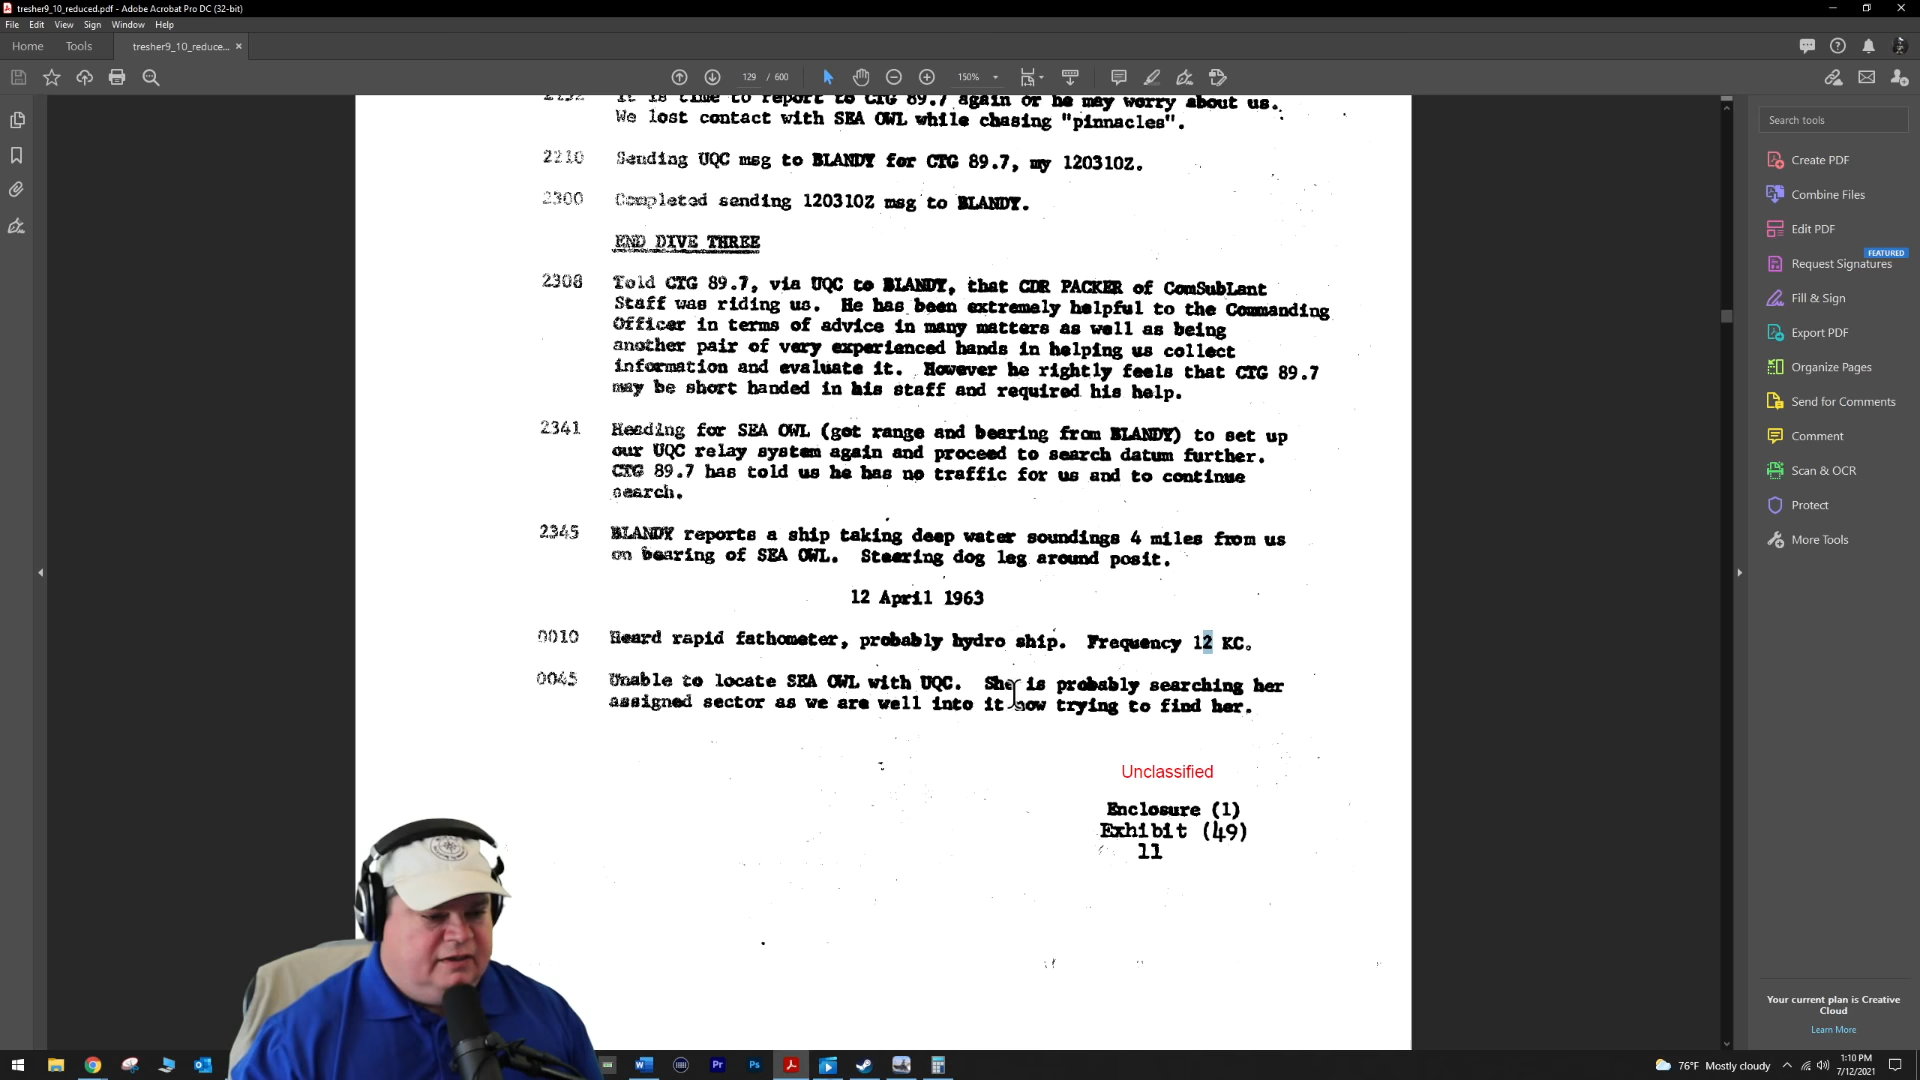 tresher9_10_reduced.pdf - Adobe Acrobat Pro DC (32-bit)
File Edit View Sign Window Help
Home Tools tresher9_10_reduce... ×
129 / 600 150%
It is time to report to CTG 89.7 again or he may worry about us.
We lost contact with SEA OWL while chasing "pinnacles".
2210 Sending UQC msg to BLANDY for CTG 89.7, my 120310Z.
2300 Completed sending 120310Z msg to BLANDY.
END DIVE THREE
2308 Told CTG 89.7, via UQC to BLANDY, that CDR PACKER of ComSubLant
Staff was riding us. He has been extremely helpful to the Commanding
Officer in terms of advice in many matters as well as being
another pair of very experienced hands in helping us collect
information and evaluate it. However he rightly feels that CTG 89.7
may be short handed in his staff and required his help.
2341 Heading for SEA OWL (got range and bearing from BLANDY) to set up
our UQC relay system again and proceed to search datum further.
CTG 89.7 has told us he has no traffic for us and to continue
search.
2345 BLANDY reports a ship taking deep water soundings 4 miles from us
on bearing of SEA OWL. Steering dog leg around posit.
12 April 1963
0010 Heard rapid fathometer, probably hydro ship. Frequency 12 KC.
0045 Unable to locate SEA OWL with UQC. She is probably searching her
assigned sector as we are well into it now trying to find her.
Unclassified
Enclosure (1)
Exhibit (49)
11
Search tools
Create PDF
Combine Files
Edit PDF
FEATURED
Request Signatures
Fill & Sign
Export PDF
Organize Pages
Send for Comments
Comment
Scan & OCR
Protect
More Tools
Your current plan is Creative
Cloud
Learn More
76°F Mostly cloudy
1:10 PM
7/12/2021